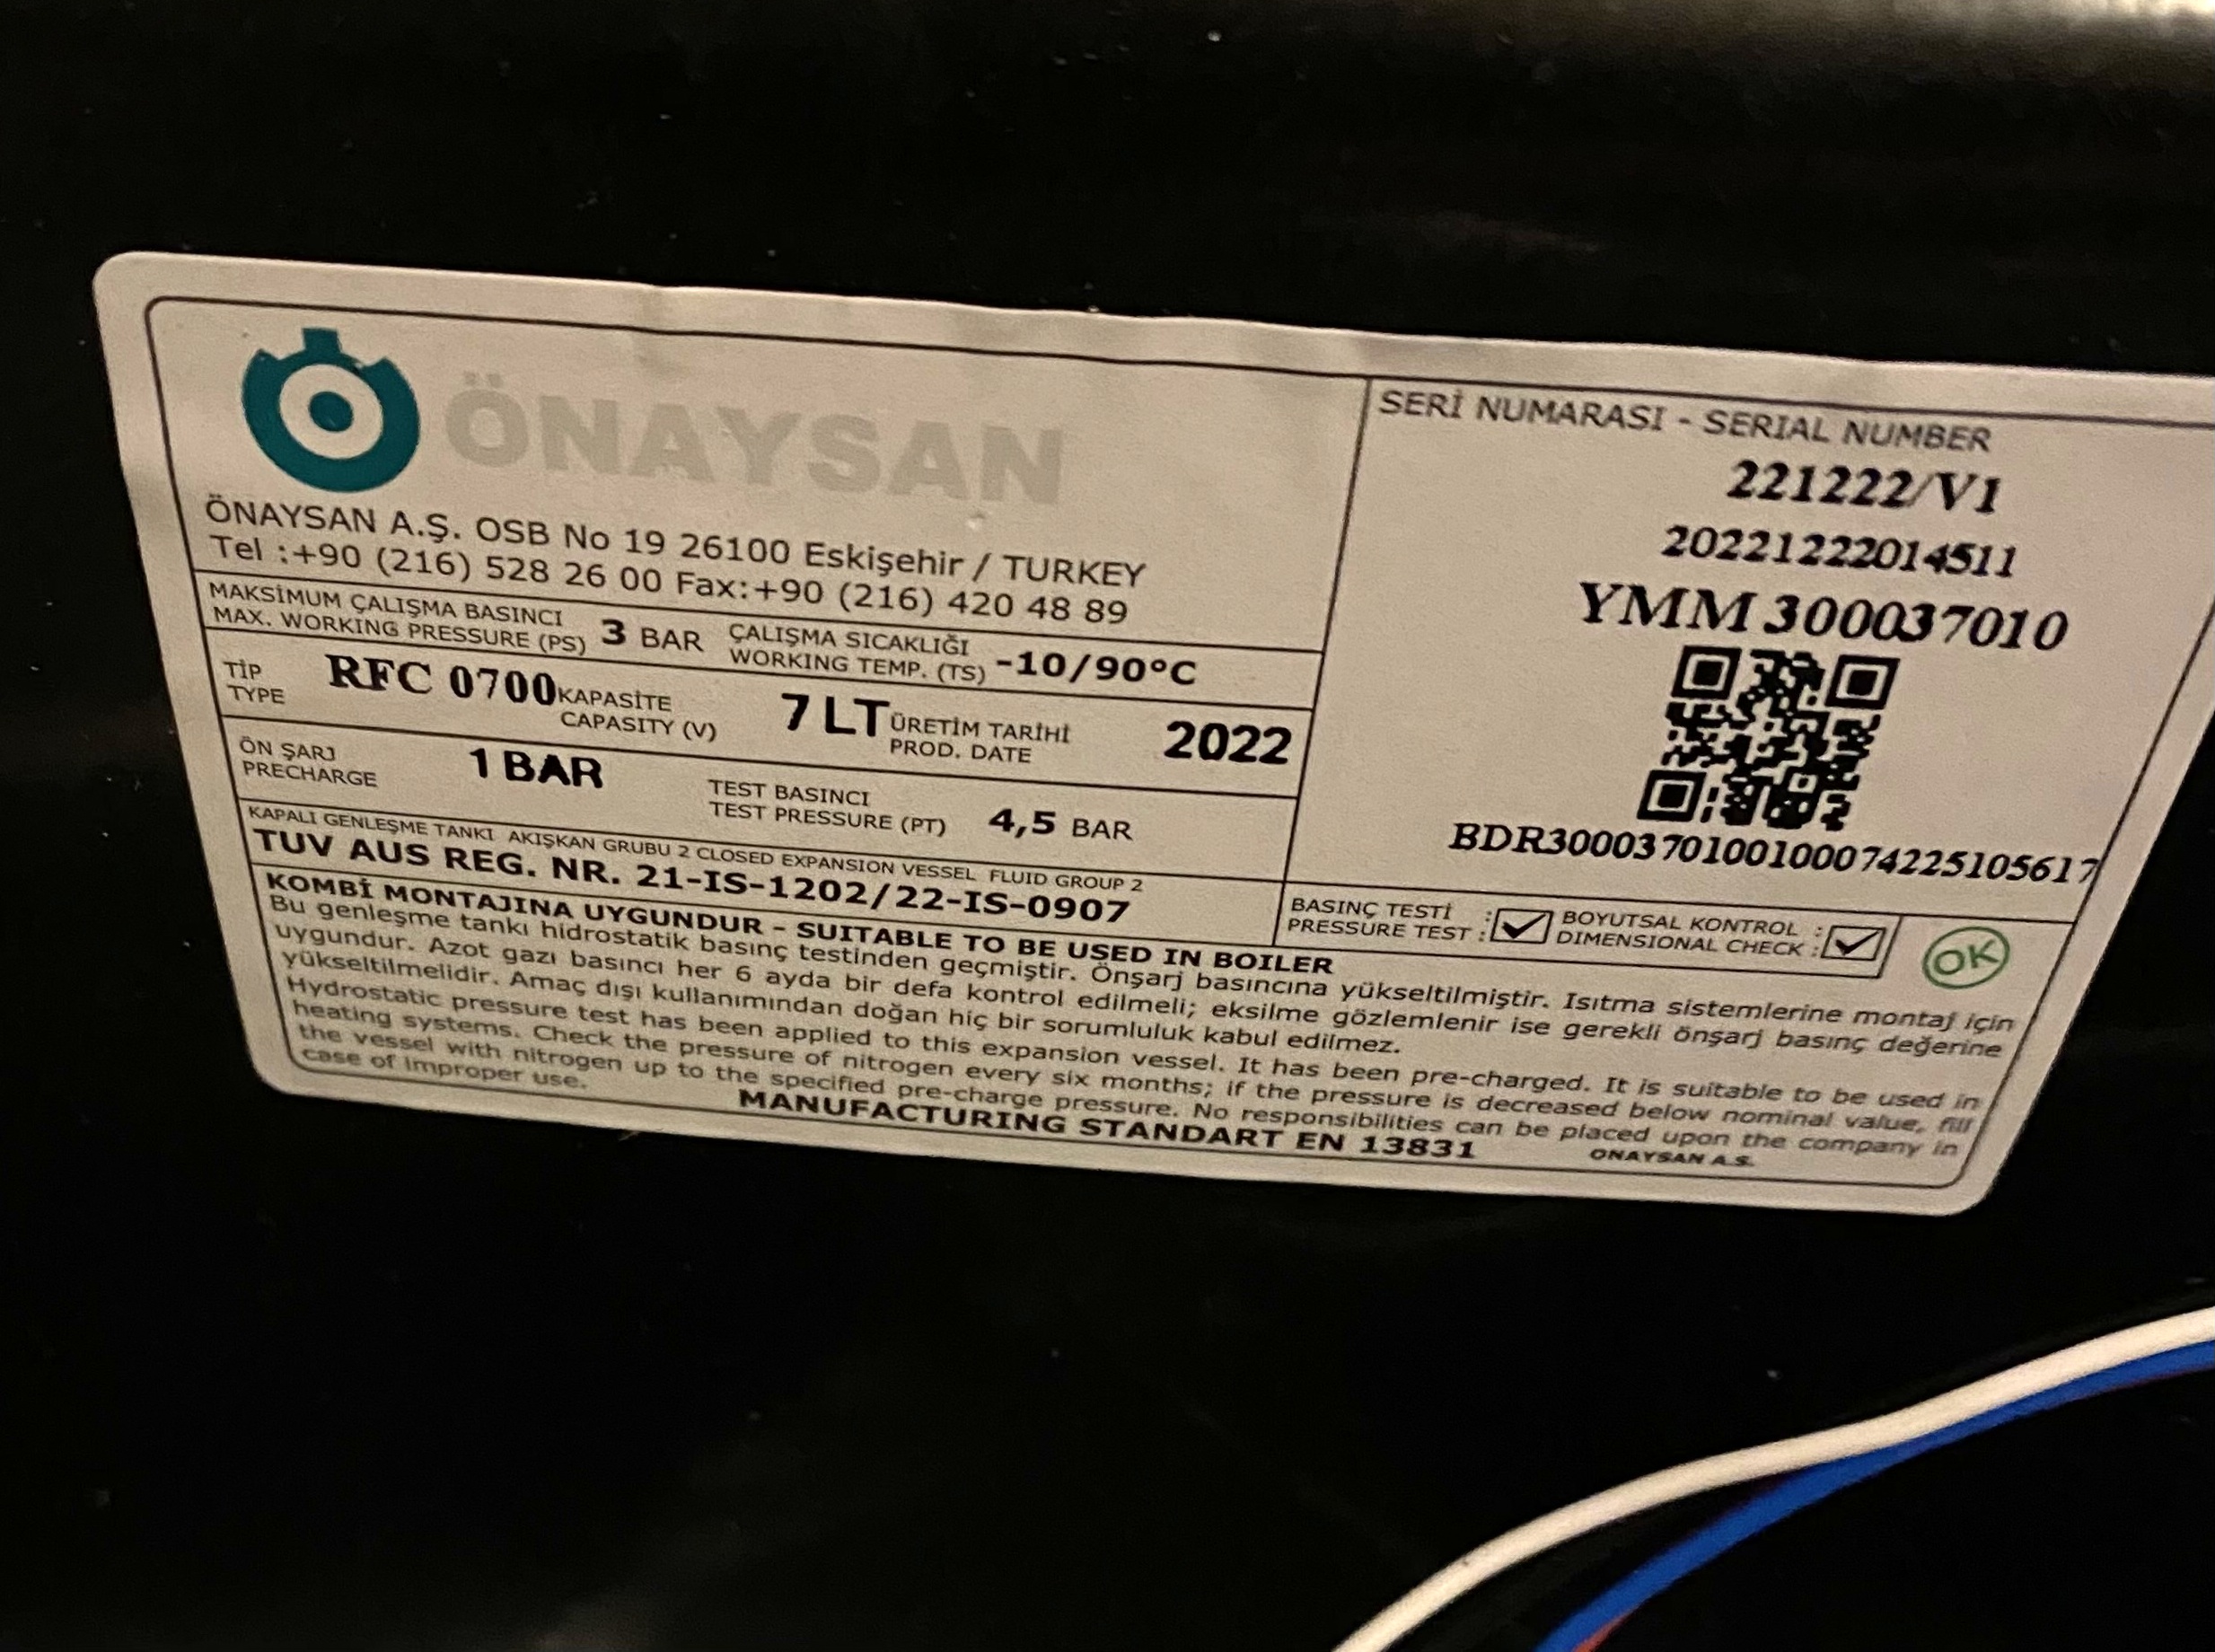 ÖNAYSAN
ÖNAYSAN A.Ş. OSB No 19 26100 Eskişehir / TURKEY
Tel :+90 (216) 528 26 00 Fax:+90 (216) 420 48 89
MAKSİMUM ÇALIŞMA BASINCI
MAX. WORKING PRESSURE (PS) 3 BAR
ÇALIŞMA SICAKLIĞI
WORKING TEMP. (TS) -10/90°C
TİP
TYPE
RFC 0700
KAPASİTE
CAPASITY (V)
7 LT
ÜRETİM TARİHİ
PROD. DATE
2022
ÖN ŞARJ
PRECHARGE
1 BAR
TEST BASINCI
TEST PRESSURE (PT) 4,5 BAR
KAPALI GENLEŞME TANKI AKIŞKAN GRUBU 2 CLOSED EXPANSION VESSEL FLUID GROUP 2
TUV AUS REG. NR. 21-IS-1202/22-IS-0907
SERİ NUMARASI - SERIAL NUMBER
221222/V1
20221222014511
YMM 300037010
BDR30003701001000074225105617
BASINÇ TESTİ :
PRESSURE TEST :
BOYUTSAL KONTROL :
DIMENSIONAL CHECK :
OK
KOMBİ MONTAJINA UYGUNDUR - SUITABLE TO BE USED IN BOILER
Bu genleşme tankı hidrostatik basınç testinden geçmiştir. Önşarj basıncına yükseltilmiştir. Isıtma sistemlerine montaj için
uygundur. Azot gazı basıncı her 6 ayda bir defa kontrol edilmeli; eksilme gözlemlenir ise gerekli önşarj basınç değerine
yükseltilmelidir. Amaç dışı kullanımından doğan hiç bir sorumluluk kabul edilmez.
Hydrostatic pressure test has been applied to this expansion vessel. It has been pre-charged. It is suitable to be used in
heating systems. Check the pressure of nitrogen every six months; if the pressure is decreased below nominal value, fill
the vessel with nitrogen up to the specified pre-charge pressure. No responsibilities can be placed upon the company in
case of improper use.
MANUFACTURING STANDART EN 13831
ONAYSAN A.S.